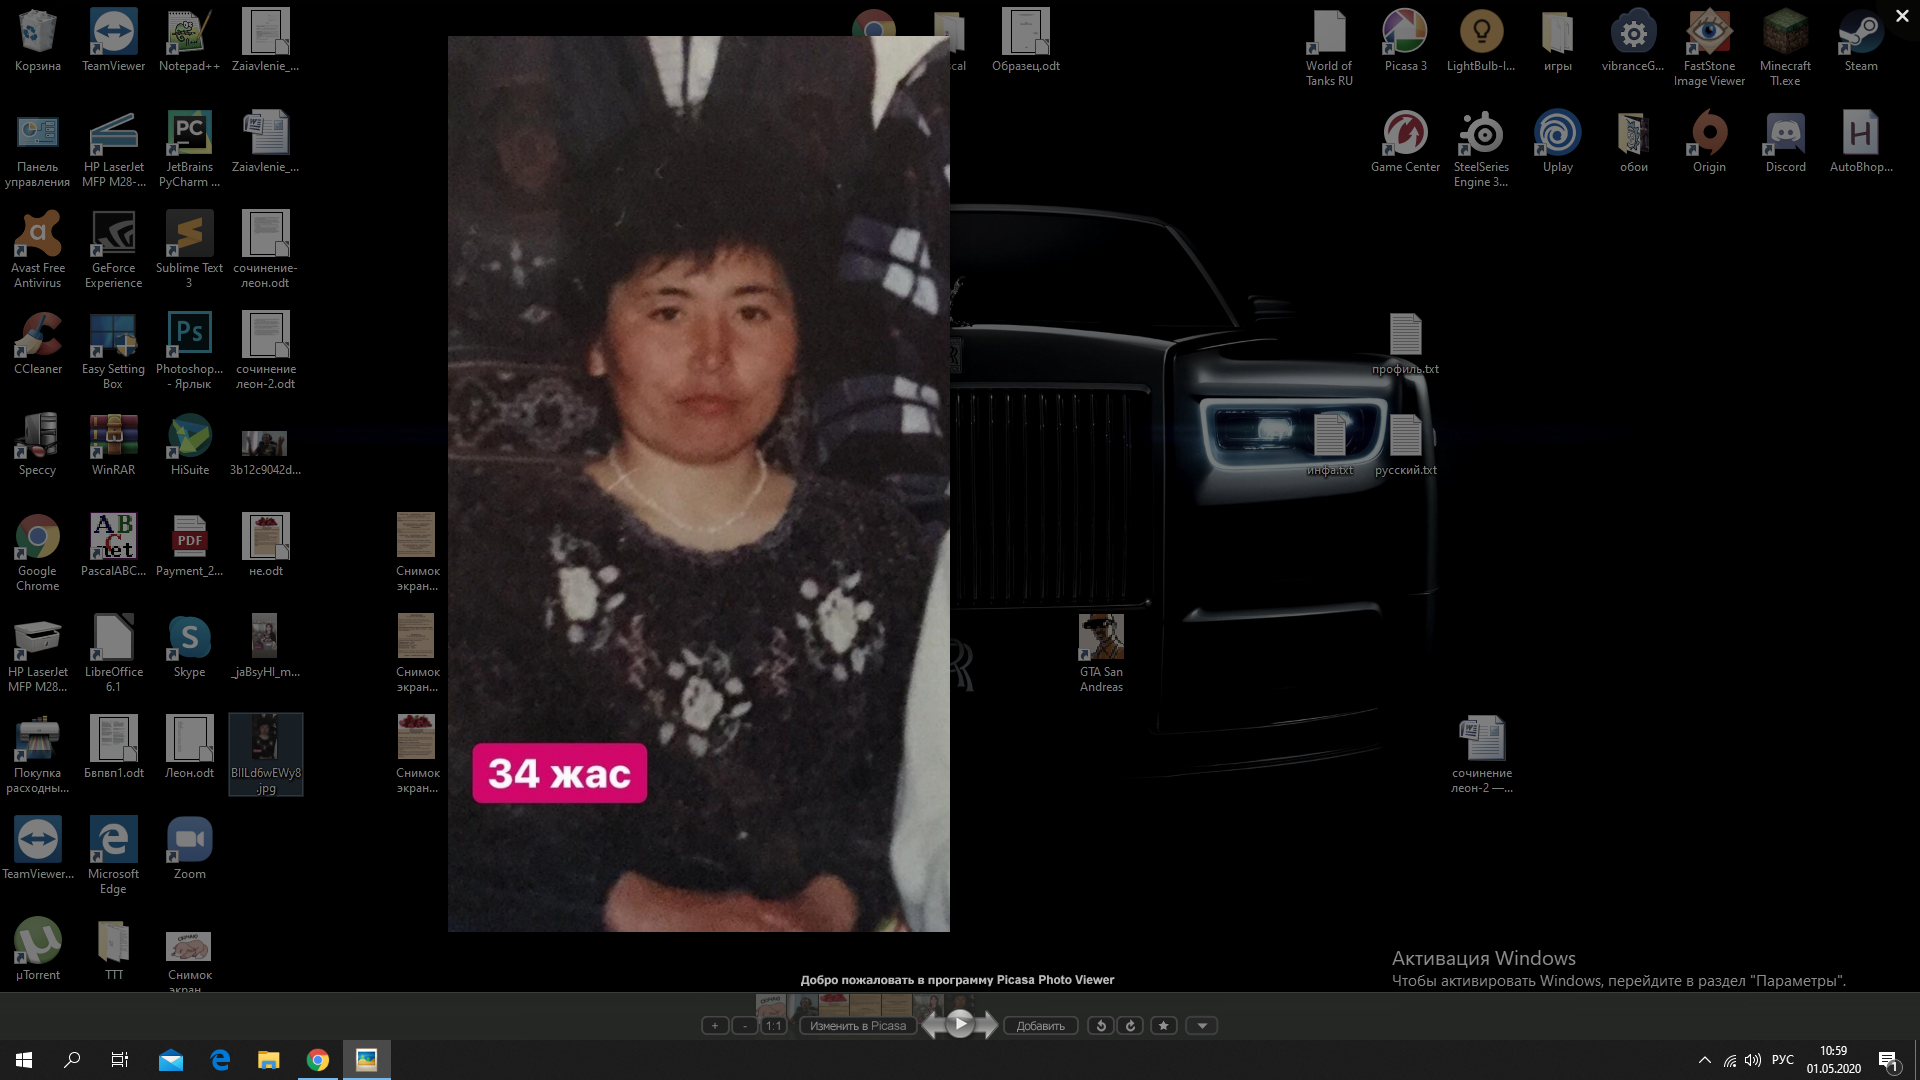 Корзина
TeamViewer
Notepad++
Zaiavlenie_...
cal
Образец.odt
World of
Tanks RU
Picasa 3
LightBulb-I...
игры
vibranceG...
FastStone
Image Viewer
Minecraft
TI.exe
Steam
Панель
управления
HP LaserJet
MFP M28-...
JetBrains
PyCharm ...
Zaiavlenie_...
Game Center
SteelSeries
Engine 3...
Uplay
обои
Origin
Discord
AutoBhop...
Avast Free
Antivirus
GeForce
Experience
Sublime Text
3
сочинение-
леон.odt
CCleaner
Easy Setting
Box
Photoshop...
- Ярлык
сочинение
леон-2.odt
профиль.txt
Speccy
WinRAR
HiSuite
3b12c9042d...
инфа.txt
русский.txt
Google
Chrome
PascalABC...
Payment_2...
не.odt
Снимок
экран...
HP LaserJet
MFP M28...
LibreOffice
6.1
Skype
_jaBsyHl_m...
Снимок
экран...
GTA San
Andreas
Покупка
расходны...
Бвпвп1.odt
Леон.odt
BIlLd6wEWy8
.jpg
Снимок
экран...
34 жас
сочинение
леон-2 —...
TeamViewer...
Microsoft
Edge
Zoom
µTorrent
ТТТ
Снимок
экран
Активация Windows
Чтобы активировать Windows, перейдите в раздел "Параметры".
Добро пожаловать в программу Picasa Photo Viewer
+
-
1:1
Изменить в Picasa
Добавить
РУС
10:59
01.05.2020
1